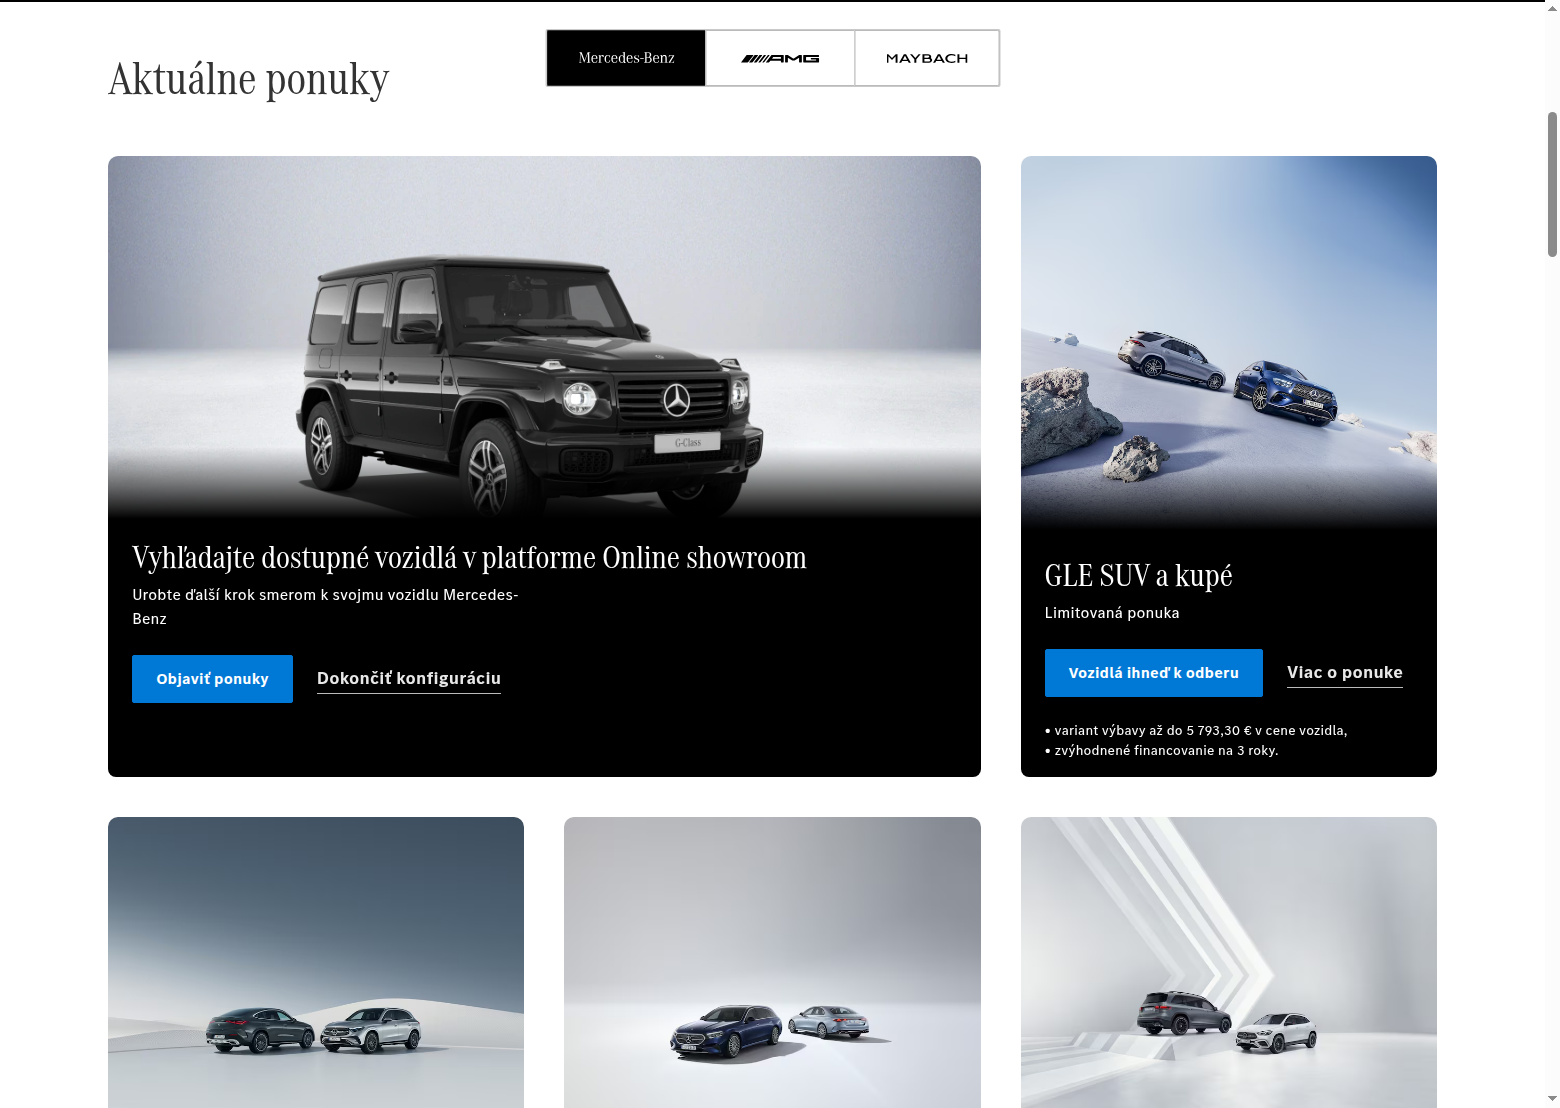 Aktuálne ponuky
Mercedes-Benz
AMG
MAYBACH
G-Class
Vyhľadajte dostupné vozidlá v platforme Online showroom
Urobte ďalší krok smerom k svojmu vozidlu Mercedes-
Benz
Objaviť ponuky
Dokončiť konfiguráciu
GLE SUV a kupé
Limitovaná ponuka
Vozidlá ihneď k odberu
Viac o ponuke
• variant výbavy až do 5 793,30 € v cene vozidla,
• zvýhodnené financovanie na 3 roky.